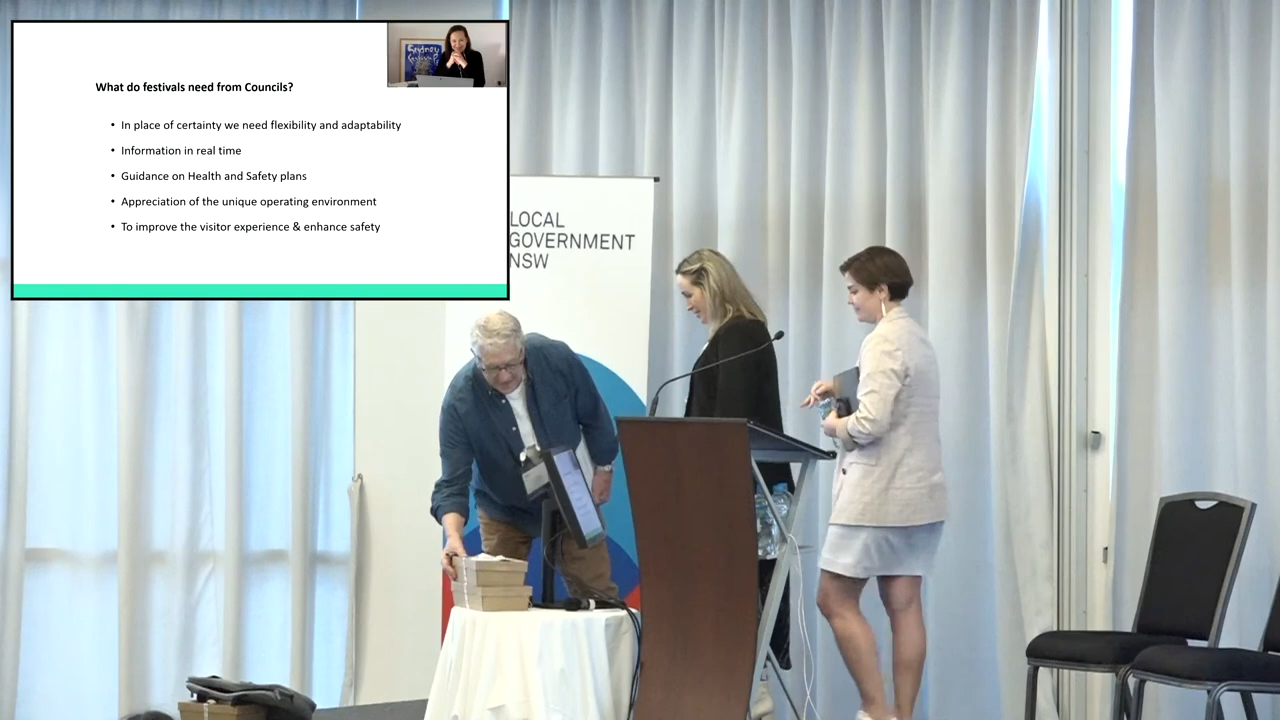 What do festivals need from Councils?
• In place of certainty we need flexibility and adaptability
• Information in real time
• Guidance on Health and Safety plans
• Appreciation of the unique operating environment
• To improve the visitor experience & enhance safety
Sydney
LOCAL
GOVERNMENT
NSW